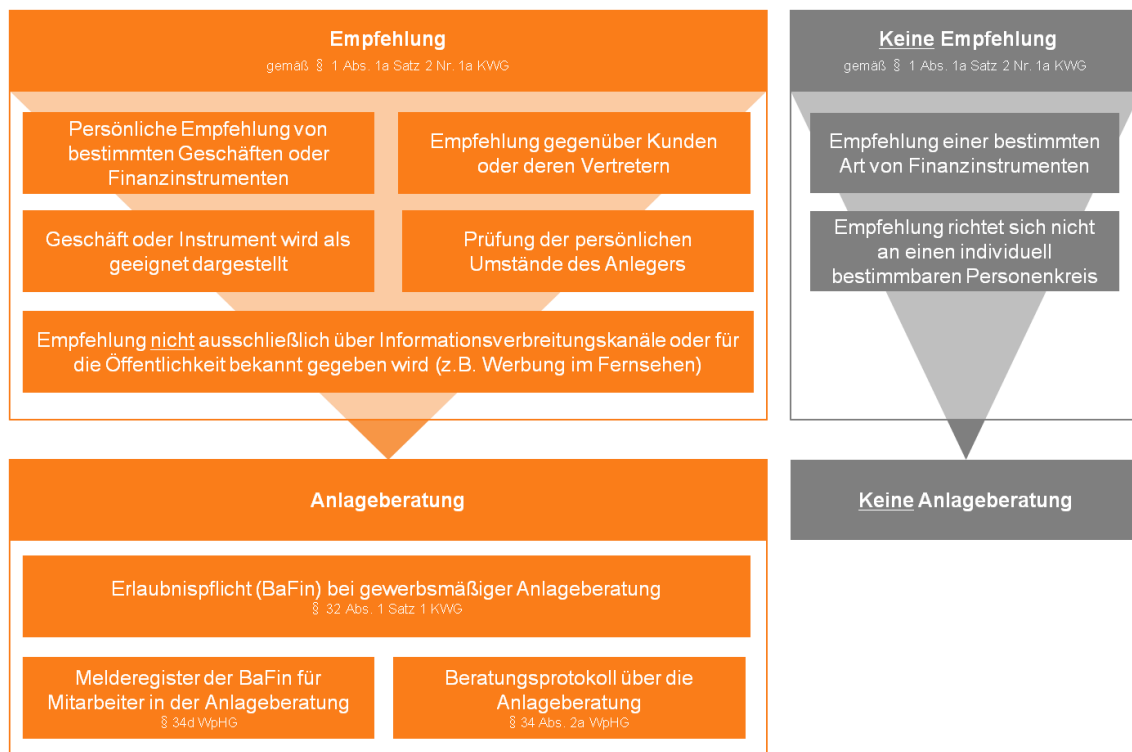 Empfehlung
gemäß § 1 Abs. 1a Satz 2 Nr. 1a KWG
Persönliche Empfehlung von
bestimmten Geschäften oder
Finanzinstrumenten
Empfehlung gegenüber Kunden
oder deren Vertretern
Geschäft oder Instrument wird als
geeignet dargestellt
Prüfung der persönlichen
Umstände des Anlegers
Empfehlung nicht ausschließlich über Informationsverbreitungskanäle oder für
die Öffentlichkeit bekannt gegeben wird (z.B. Werbung im Fernsehen)
Anlageberatung
Erlaubnispflicht (BaFin) bei gewerbsmäßiger Anlageberatung
§ 32 Abs. 1 Satz 1 KWG
Melderegister der BaFin für
Mitarbeiter in der Anlageberatung
§ 34d WpHG
Beratungsprotokoll über die
Anlageberatung
§ 34 Abs. 2a WpHG
Keine Empfehlung
gemäß § 1 Abs. 1a Satz 2 Nr. 1a KWG
Empfehlung einer bestimmten
Art von Finanzinstrumenten
Empfehlung richtet sich nicht
an einen individuell
bestimmbaren Personenkreis
Keine Anlageberatung